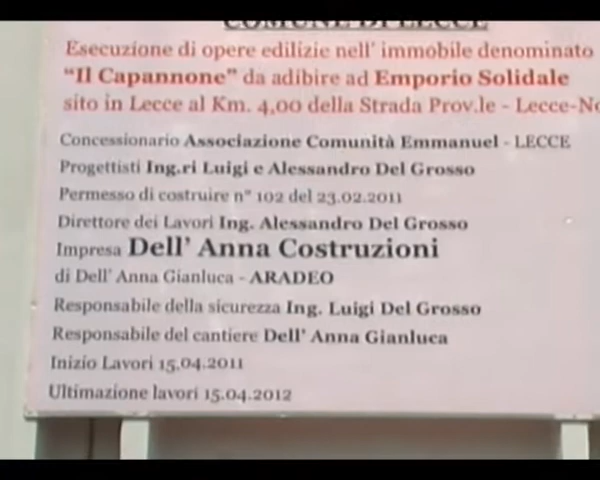 COMUNE DI LECCE
Esecuzione di opere edilizie nell' immobile denominato
"Il Capannone" da adibire ad Emporio Solidale
sito in Lecce al Km. 4,00 della Strada Prov.le - Lecce-No
Concessionario Associazione Comunità Emmanuel - LECCE
Progettisti Ing.ri Luigi e Alessandro Del Grosso
Permesso di costruire n° 102 del 23.02.2011
Direttore dei Lavori Ing. Alessandro Del Grosso
Impresa Dell' Anna Costruzioni
di Dell' Anna Gianluca - ARADEO
Responsabile della sicurezza Ing. Luigi Del Grosso
Responsabile del cantiere Dell' Anna Gianluca
Inizio Lavori 15.04.2011
Ultimazione lavori 15.04.2012